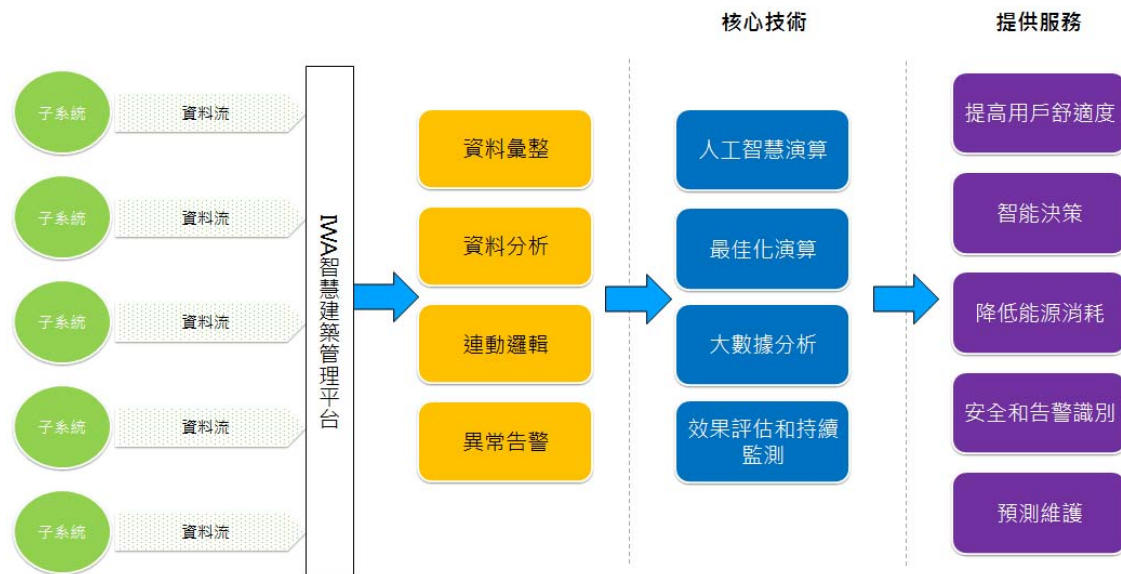 核心技術
提供服務
子系統
資料流
子系統
資料流
子系統
資料流
子系統
資料流
子系統
資料流
IWA智慧建築管理平台
資料彙整
資料分析
連動邏輯
異常告警
人工智慧演算
最佳化演算
大數據分析
效果評估和持續
監測
提高用戶舒適度
智能決策
降低能源消耗
安全和告警識別
預測維護